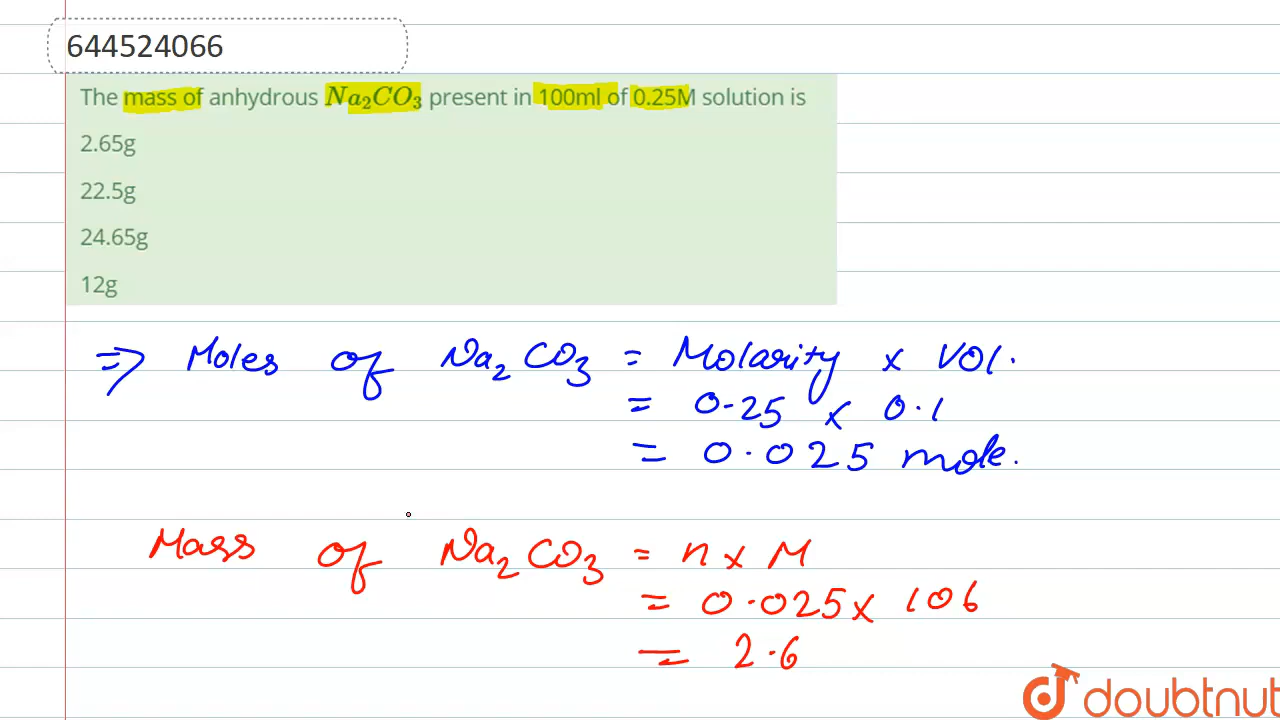 644524066
The mass of anhydrous Na₂CO₃ present in 100ml of 0.25M solution is
2.65g
22.5g
24.65g
12g
=> Moles of Na₂CO₃ = Molarity x VOl.
= 0.25 x 0.1
= 0.025 mole.
Mass of Na₂CO₃ = n x M
= 0.025 x 106
= 2.6
doubtnut